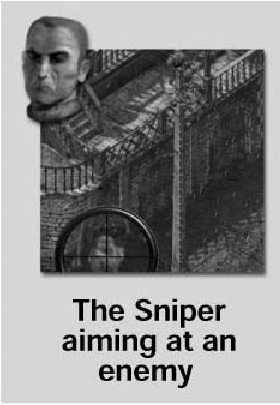 The Sniper
aiming at an
enemy